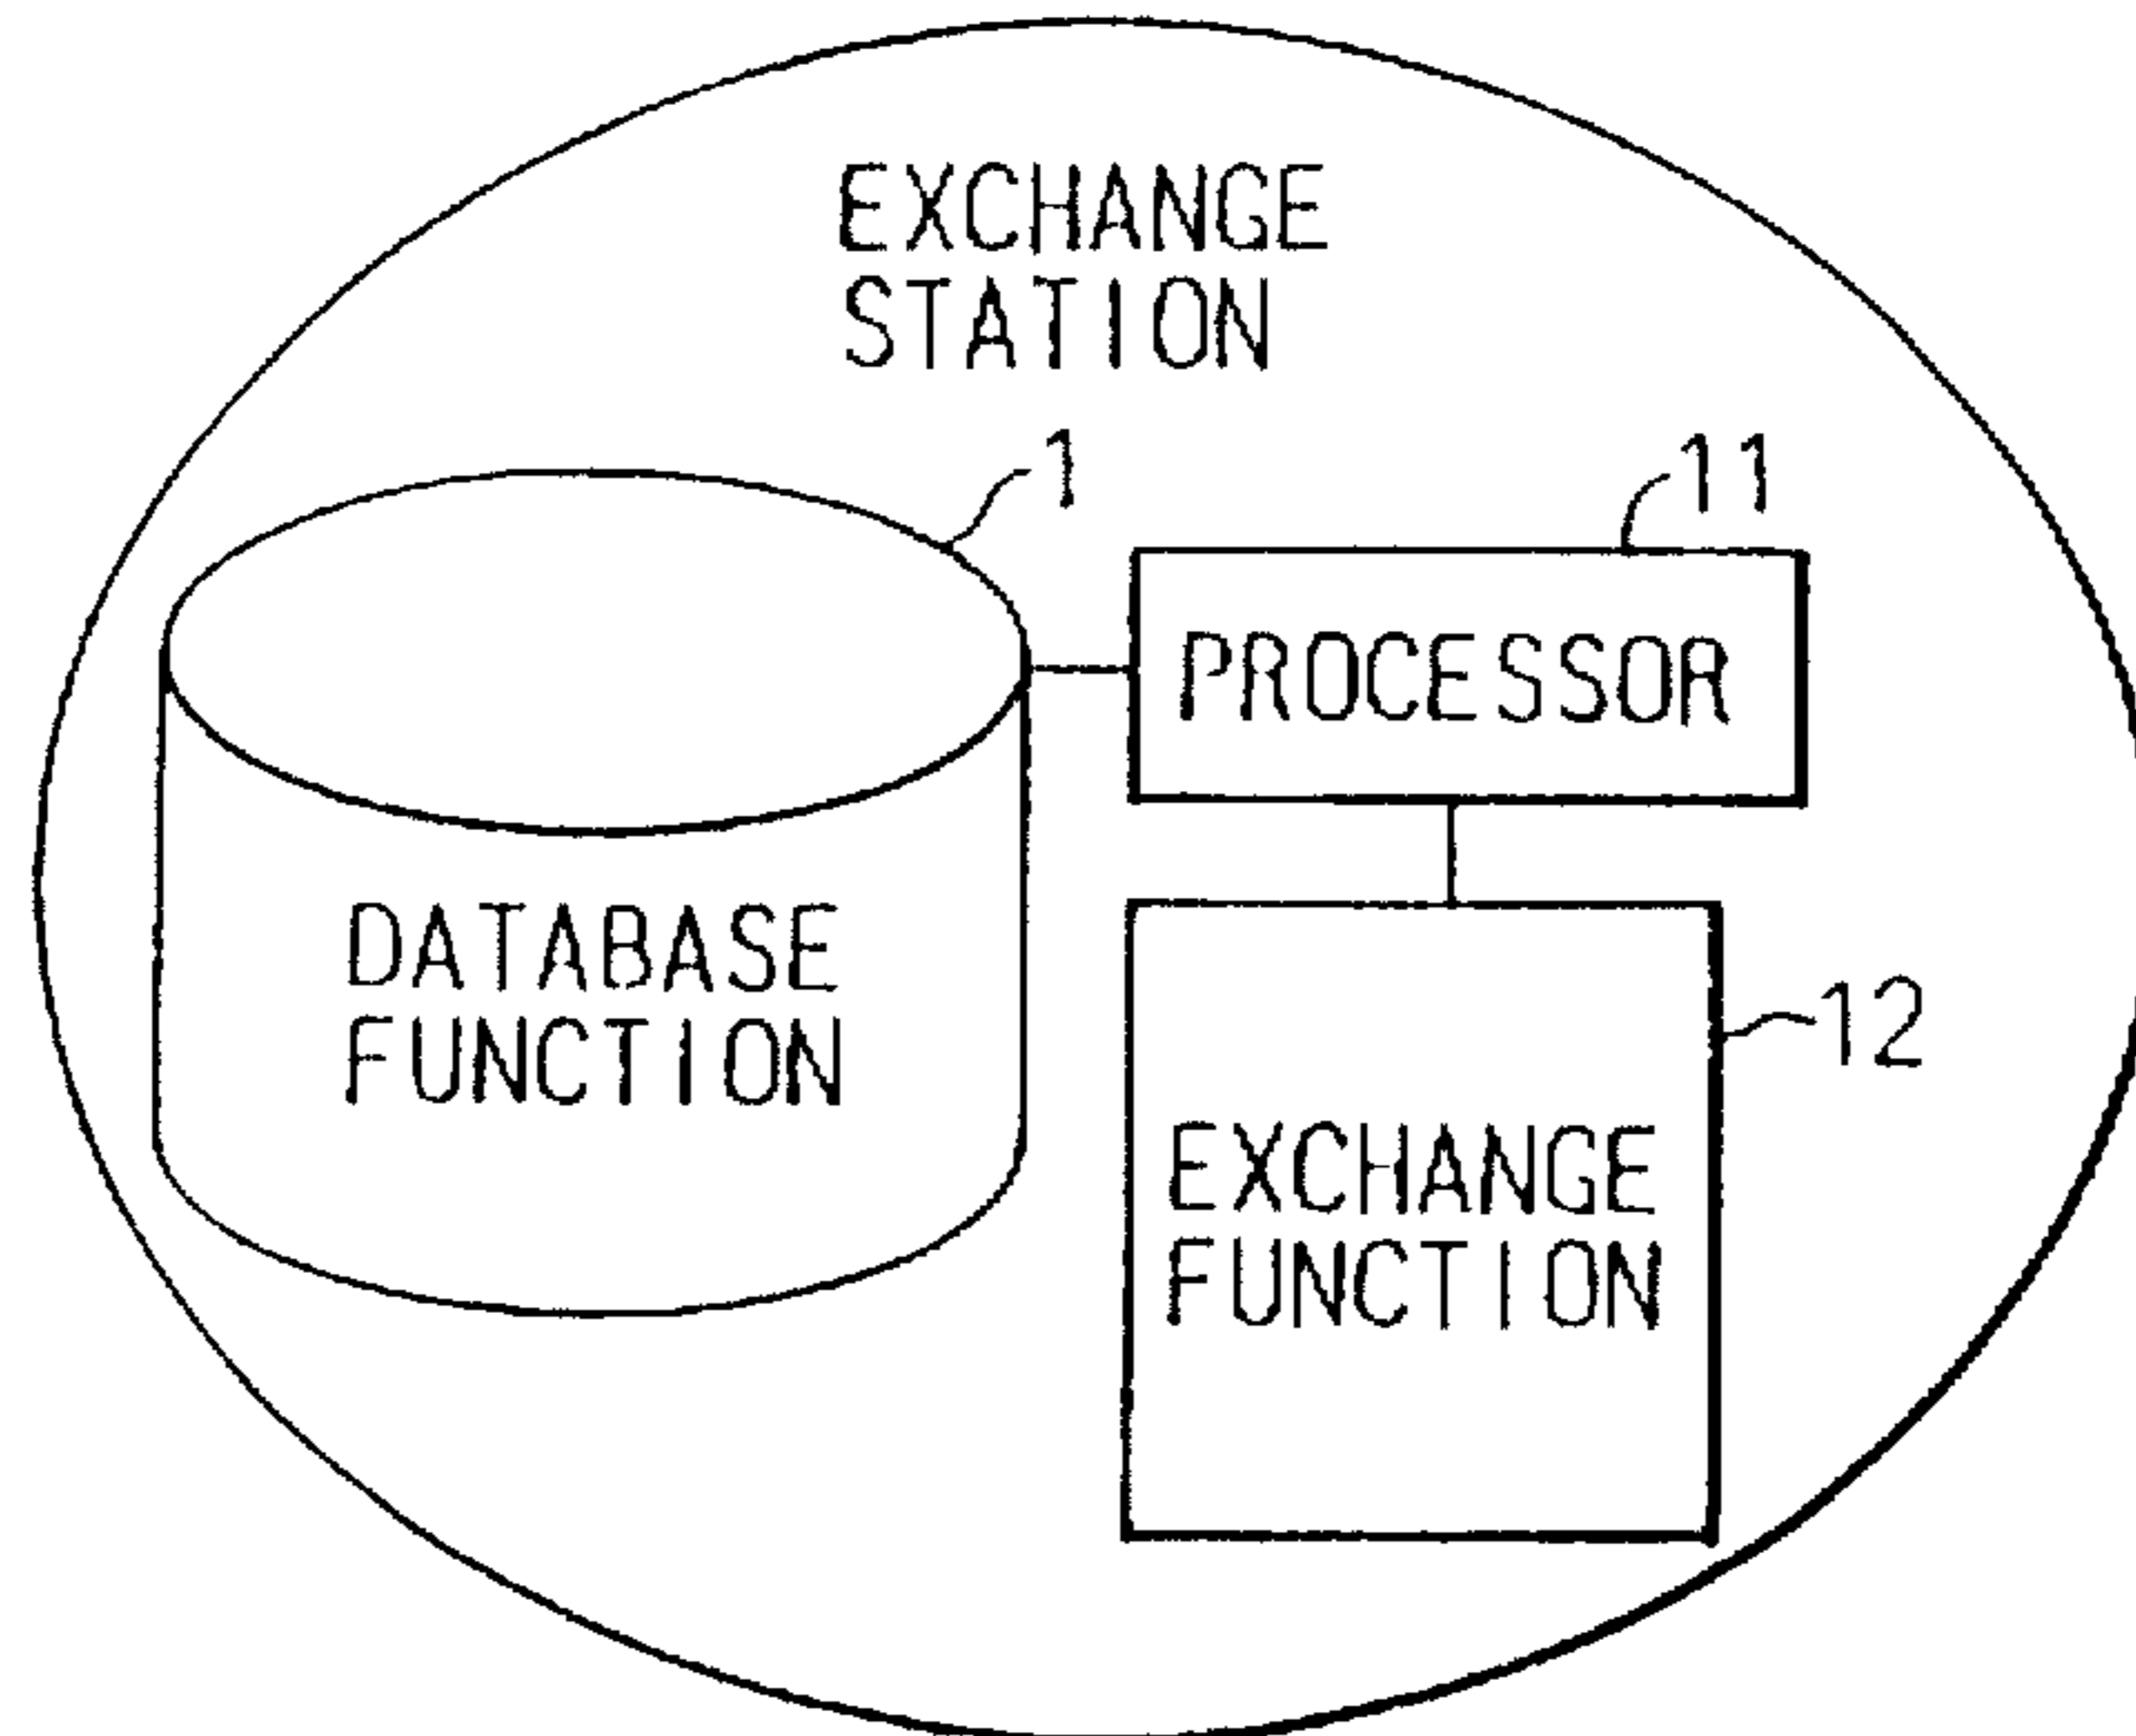 EXCHANGE
STATION
1
11
PROCESSOR
DATABASE
FUNCTION
12
EXCHANGE
FUNCTION